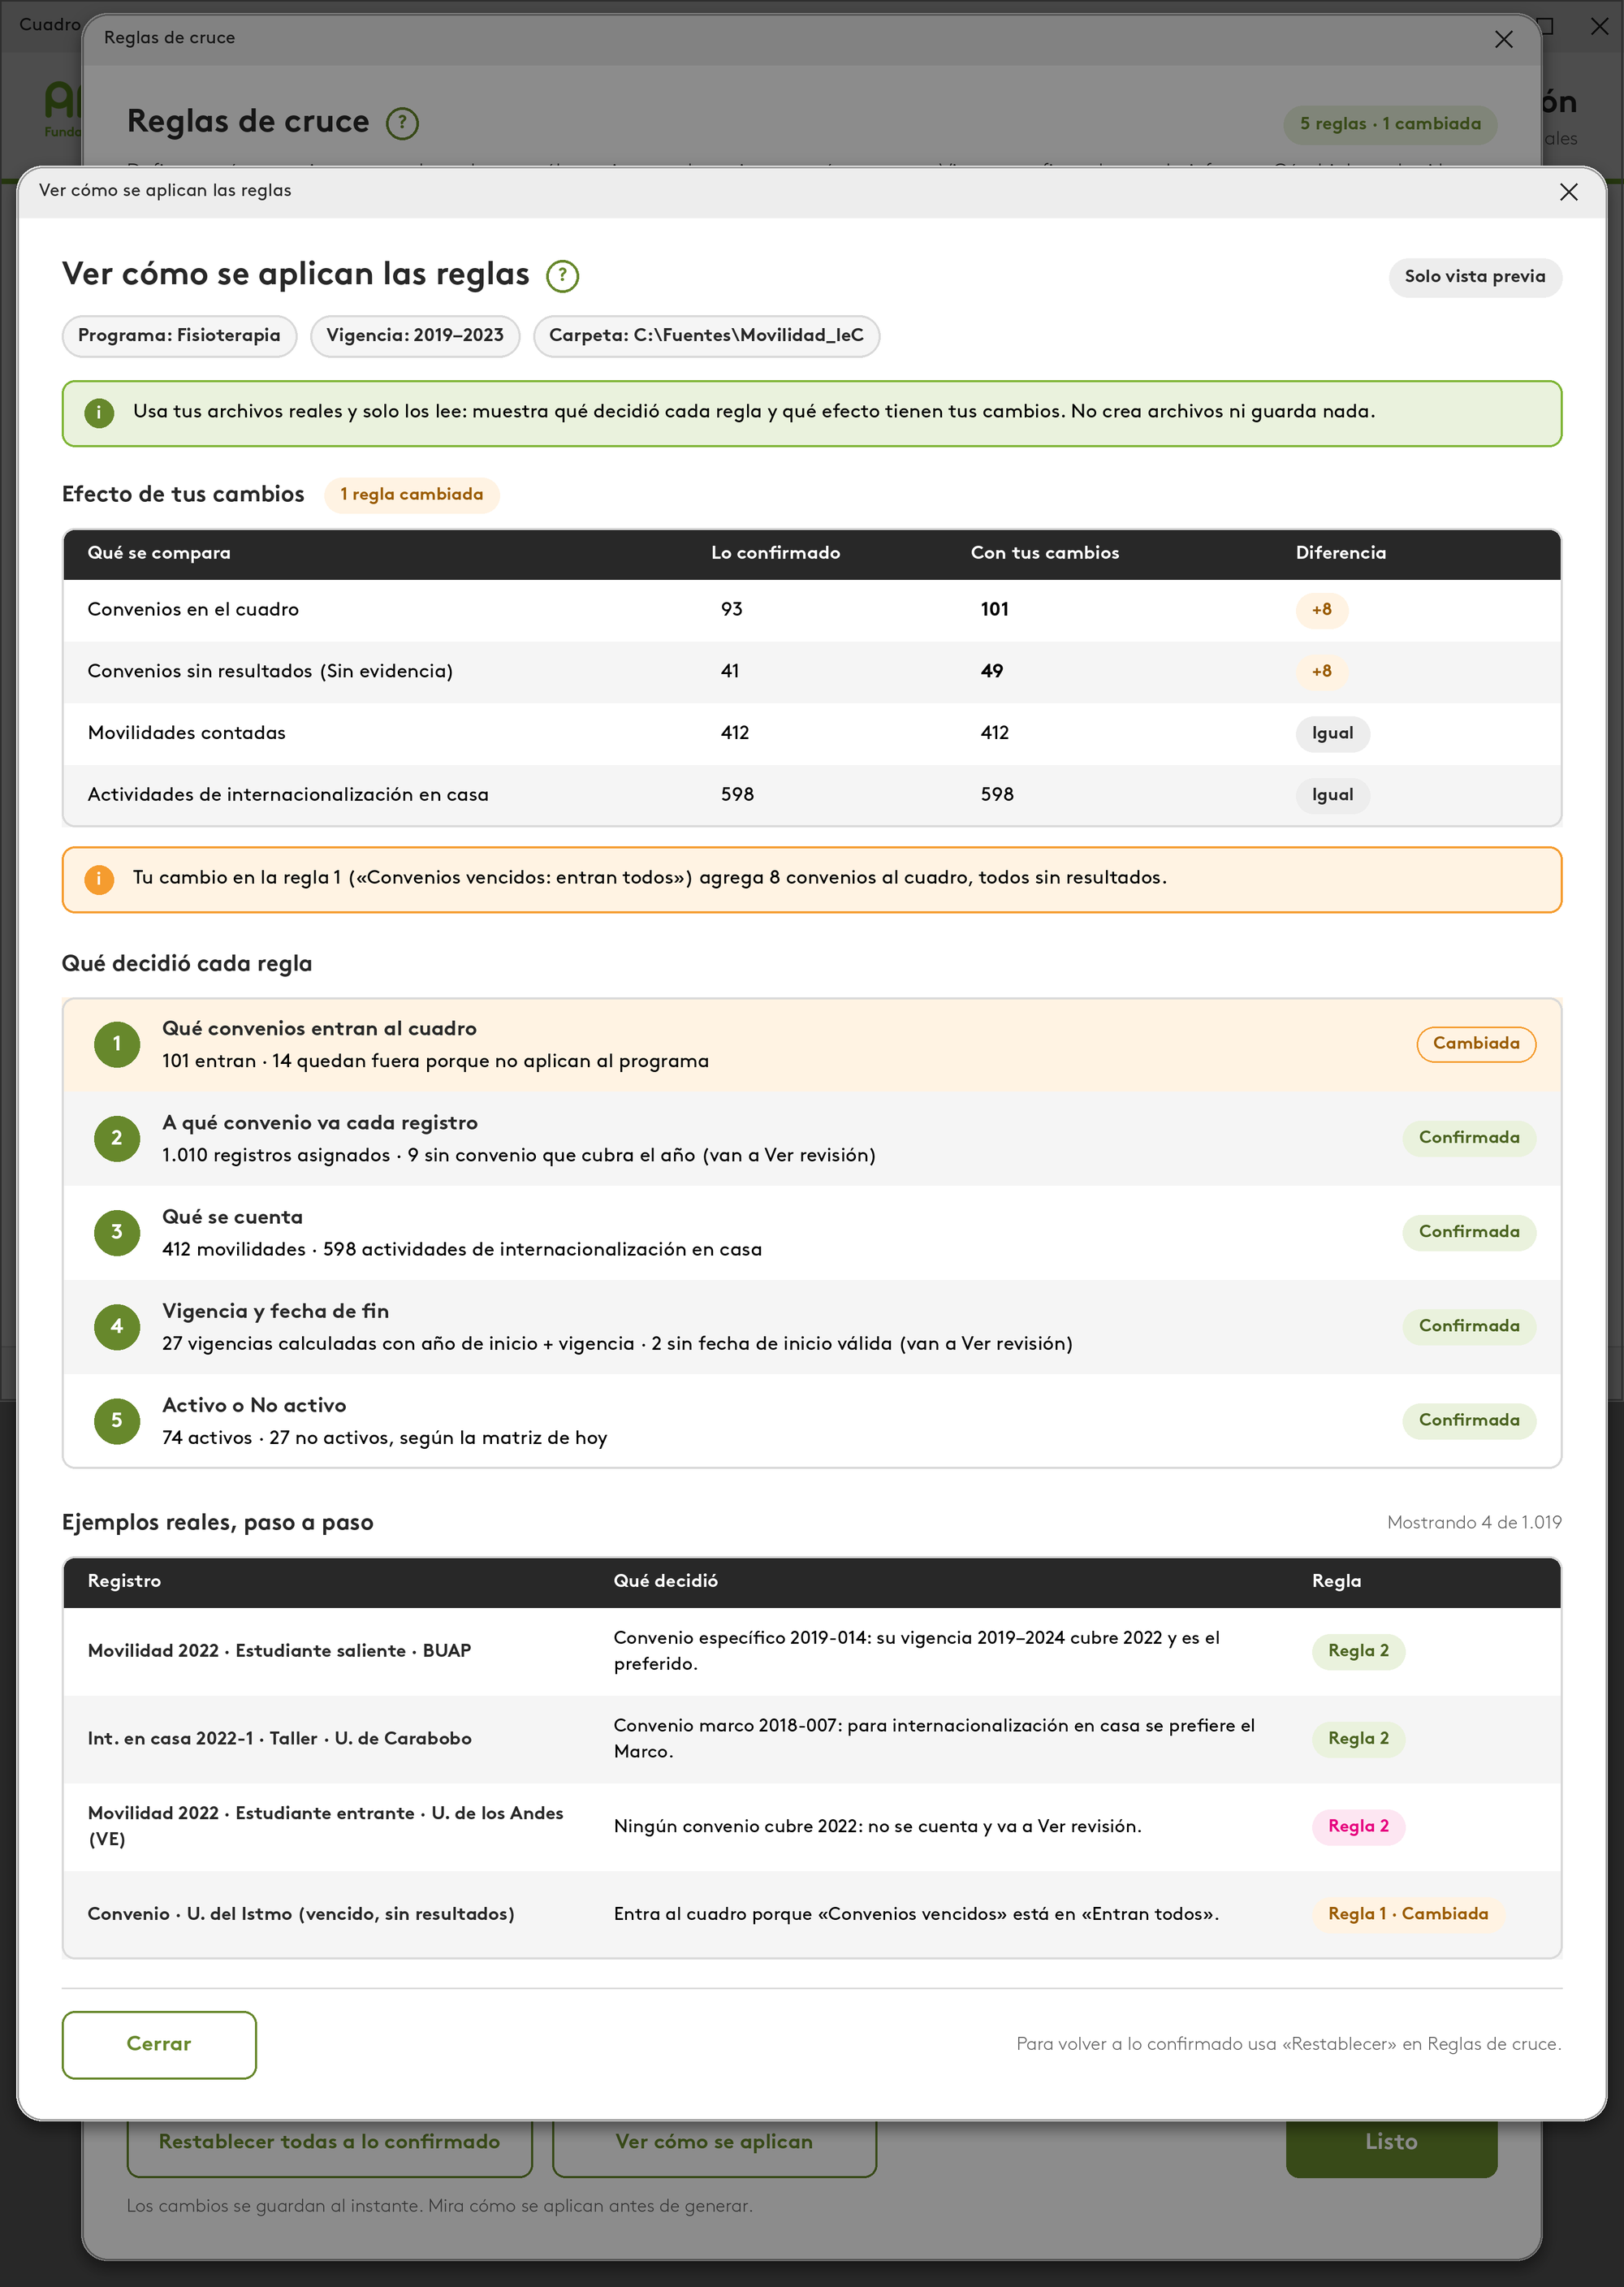 Cuadro
Reglas de cruce
Reglas de cruce ?
5 reglas · 1 cambiada
ón
ales
Funda
Ver cómo se aplican las reglas
Ver cómo se aplican las reglas ?
Solo vista previa
Programa: Fisioterapia
Vigencia: 2019–2023
Carpeta: C:\Fuentes\Movilidad_IeC
i Usa tus archivos reales y solo los lee: muestra qué decidió cada regla y qué efecto tienen tus cambios. No crea archivos ni guarda nada.
Efecto de tus cambios 1 regla cambiada
Qué se compara Lo confirmado Con tus cambios Diferencia
Convenios en el cuadro 93 101 +8
Convenios sin resultados (Sin evidencia) 41 49 +8
Movilidades contadas 412 412 Igual
Actividades de internacionalización en casa 598 598 Igual
i Tu cambio en la regla 1 («Convenios vencidos: entran todos») agrega 8 convenios al cuadro, todos sin resultados.
Qué decidió cada regla
1 Qué convenios entran al cuadro
101 entran · 14 quedan fuera porque no aplican al programa
Cambiada
2 A qué convenio va cada registro
1.010 registros asignados · 9 sin convenio que cubra el año (van a Ver revisión)
Confirmada
3 Qué se cuenta
412 movilidades · 598 actividades de internacionalización en casa
Confirmada
4 Vigencia y fecha de fin
27 vigencias calculadas con año de inicio + vigencia · 2 sin fecha de inicio válida (van a Ver revisión)
Confirmada
5 Activo o No activo
74 activos · 27 no activos, según la matriz de hoy
Confirmada
Ejemplos reales, paso a paso
Mostrando 4 de 1.019
Registro Qué decidió Regla
Movilidad 2022 · Estudiante saliente · BUAP
Convenio específico 2019-014: su vigencia 2019–2024 cubre 2022 y es el
preferido.
Regla 2
Int. en casa 2022-1 · Taller · U. de Carabobo
Convenio marco 2018-007: para internacionalización en casa se prefiere el
Marco.
Regla 2
Movilidad 2022 · Estudiante entrante · U. de los Andes
(VE)
Ningún convenio cubre 2022: no se cuenta y va a Ver revisión.
Regla 2
Convenio · U. del Istmo (vencido, sin resultados)
Entra al cuadro porque «Convenios vencidos» está en «Entran todos».
Regla 1 · Cambiada
Cerrar
Para volver a lo confirmado usa «Restablecer» en Reglas de cruce.
Restablecer todas a lo confirmado
Ver cómo se aplican
Listo
Los cambios se guardan al instante. Mira cómo se aplican antes de generar.